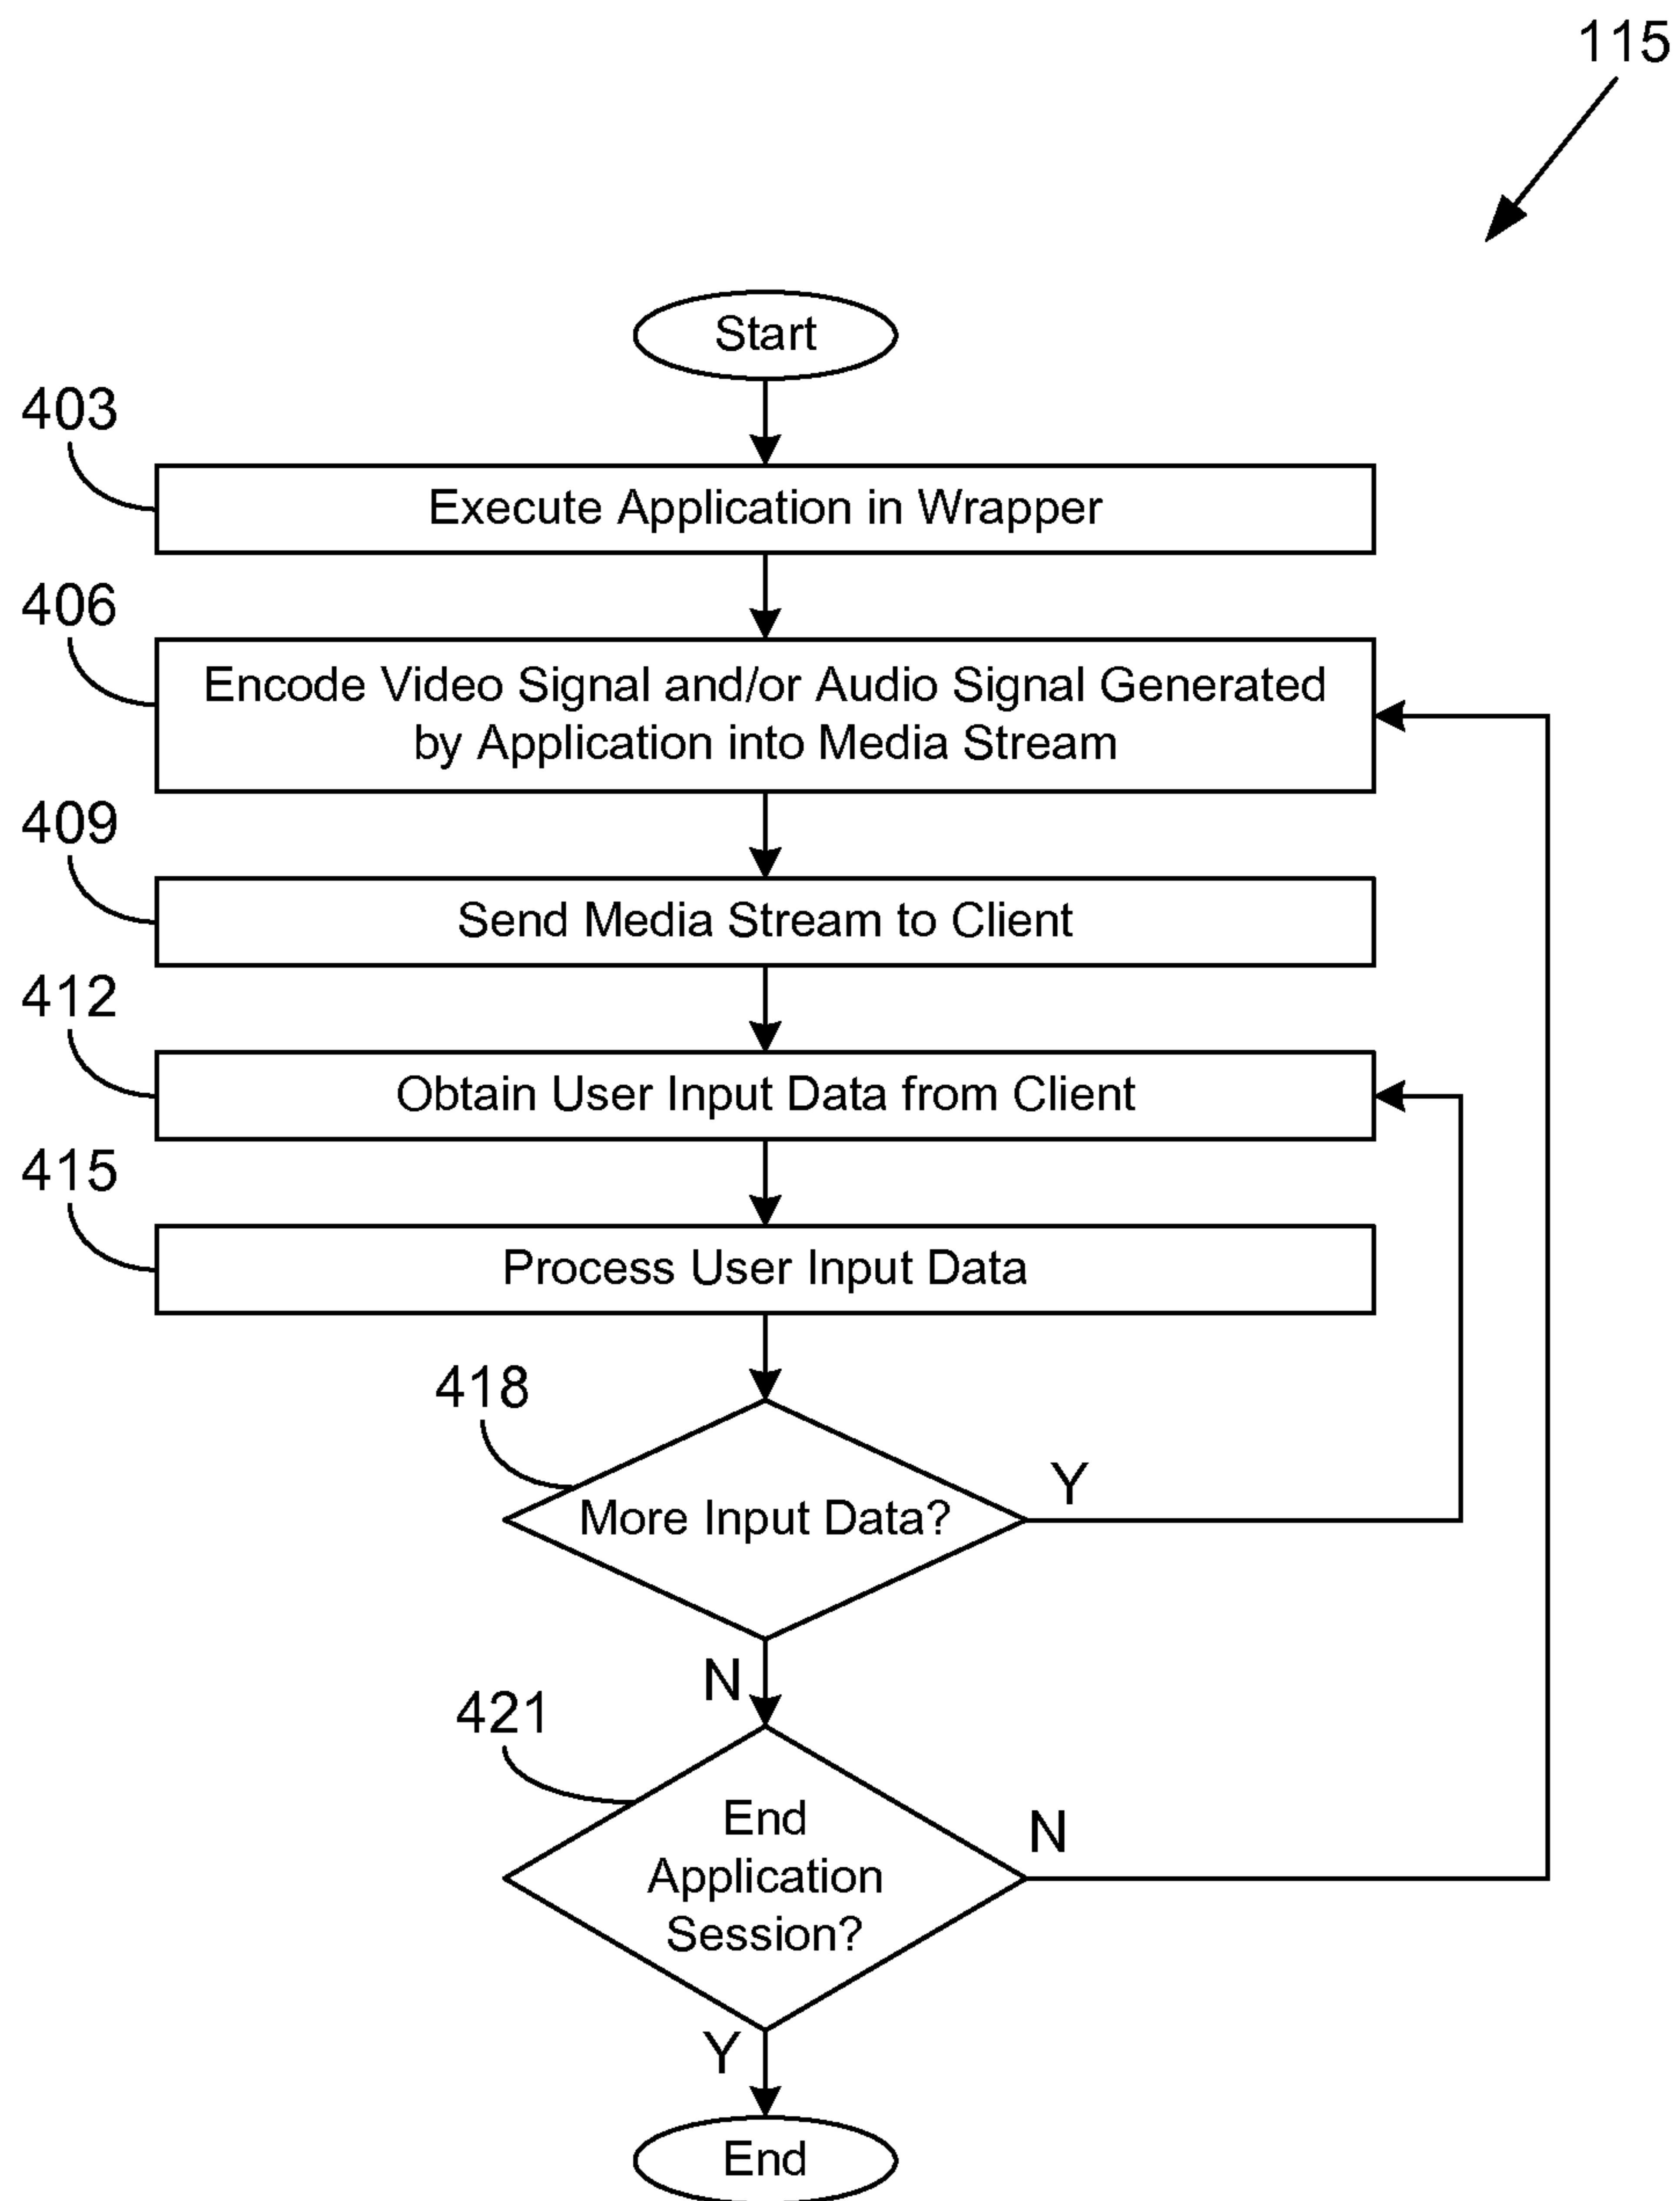 115
Start
403
Execute Application in Wrapper
406
Encode Video Signal and/or Audio Signal Generated
by Application into Media Stream
409
Send Media Stream to Client
412
Obtain User Input Data from Client
415
Process User Input Data
418
More Input Data?
Y
N
421
End
Application
Session?
N
Y
End